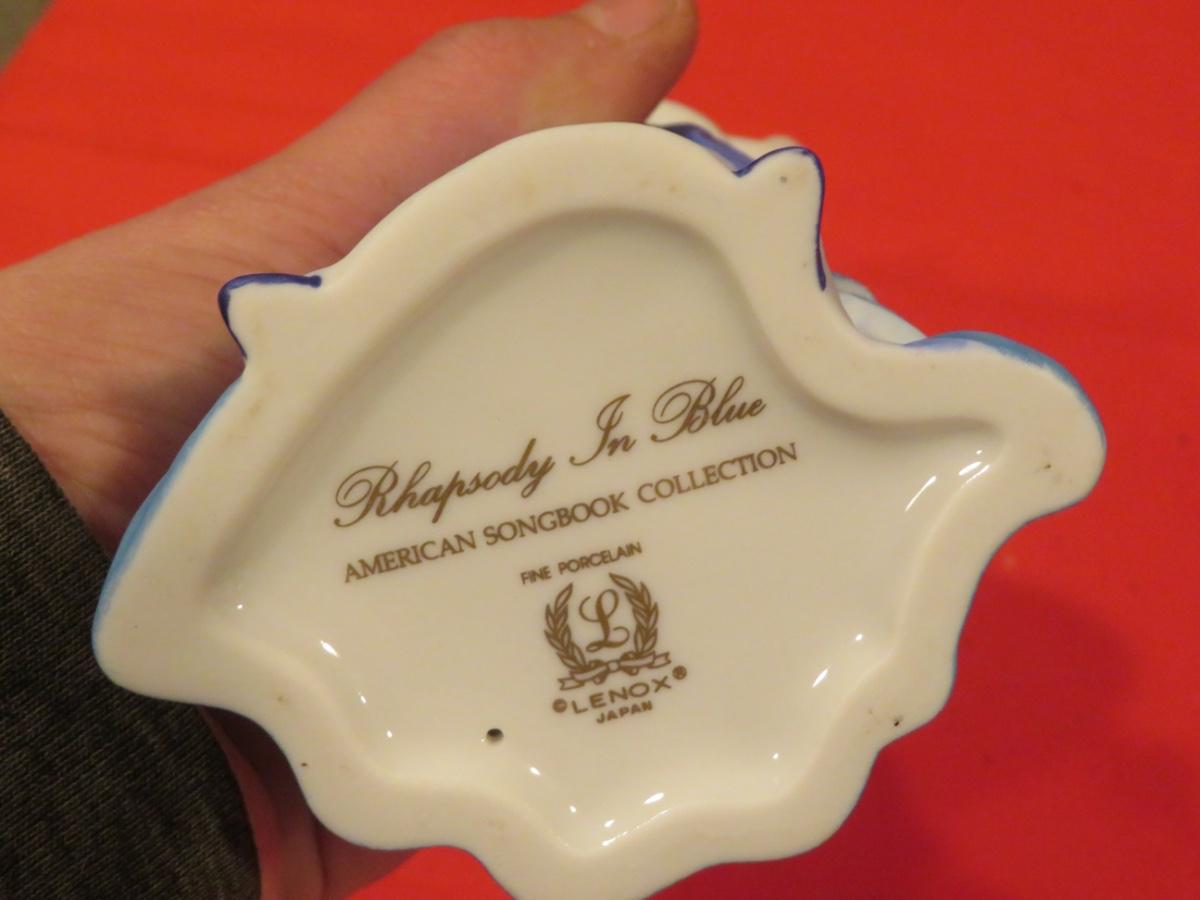 Rhapsody In Blue
AMERICAN SONGBOOK COLLECTION
FINE PORCELAIN
L
©LENOX®
JAPAN